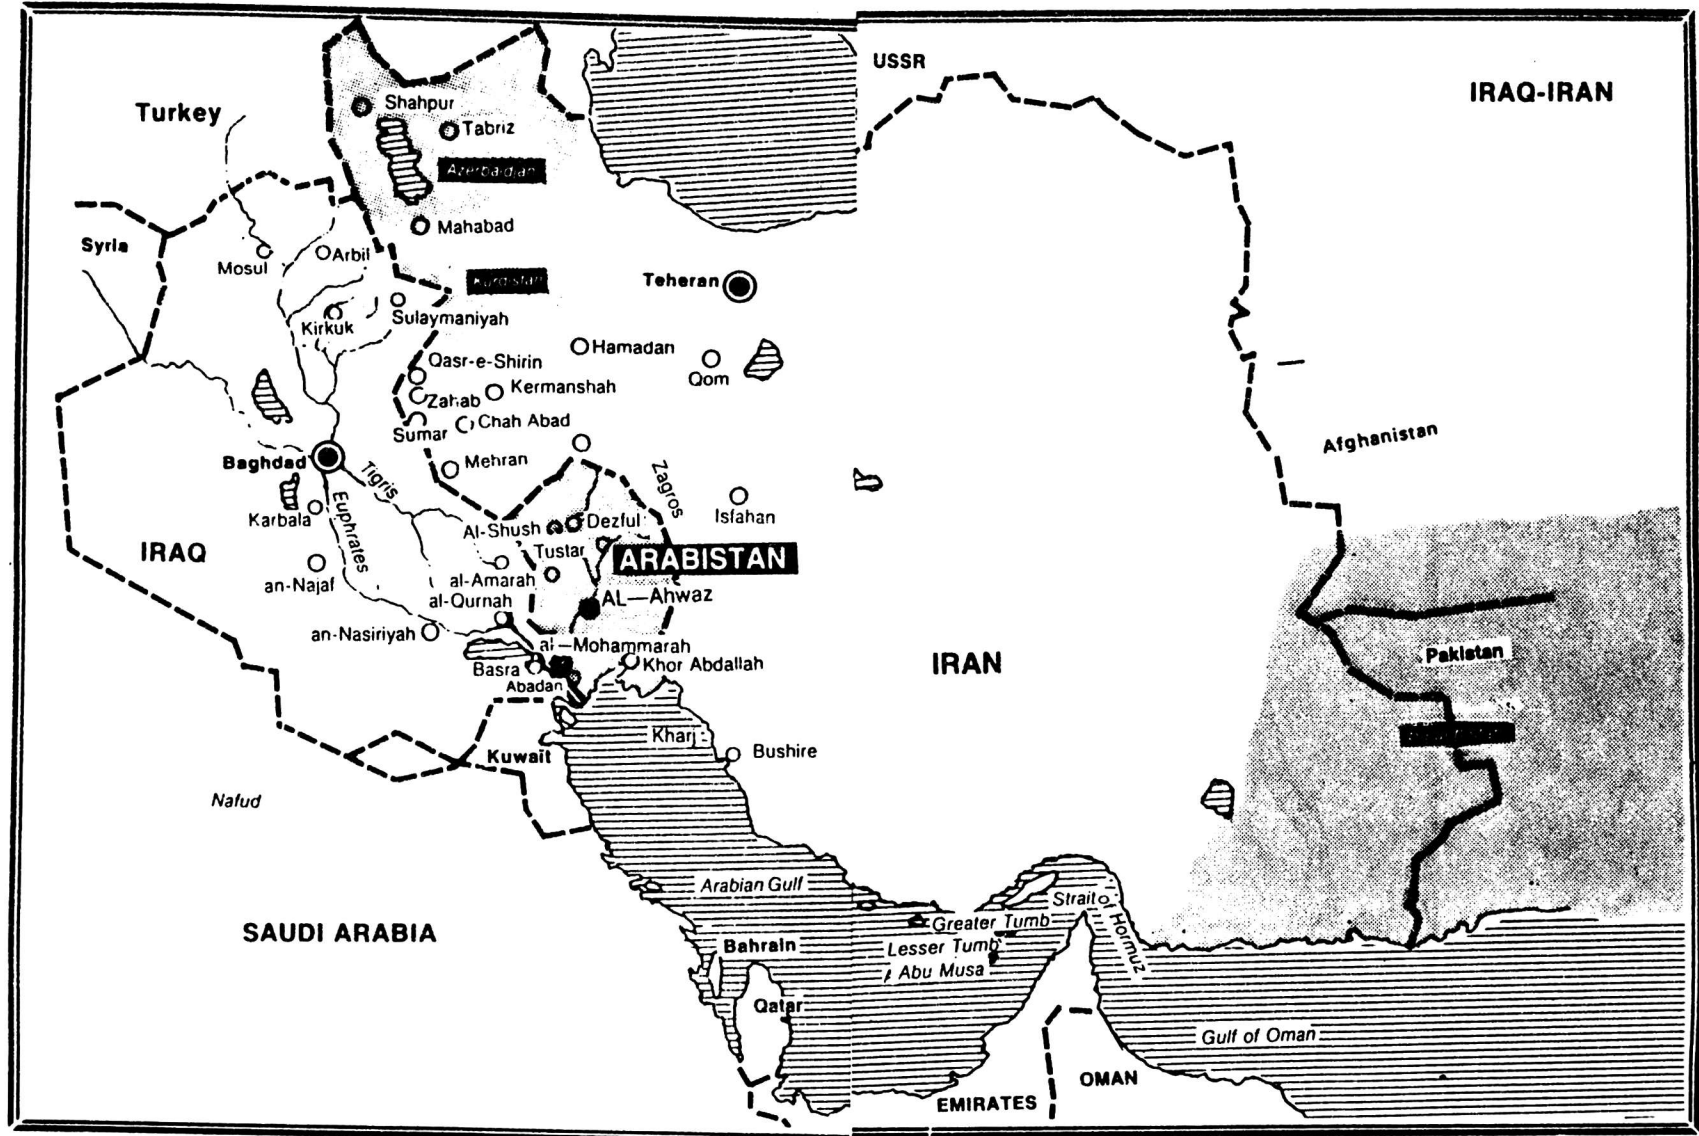 USSR
IRAQ-IRAN
Turkey
Shahpur
Tabriz
Azerbaidjan
Mahabad
Syria
Mosul
Arbil
Kurdistan
Teheran
Kirkuk
Sulaymaniyah
Hamadan
Qasr-e-Shirin
Qom
Kermanshah
Zahab
Chah Abad
Sumar
Afghanistan
Mehran
Baghdad
Tigris
Zagros
Euphrates
Karbala
Isfahan
Al-Shush
Dezful
IRAQ
Tustar
ARABISTAN
an-Najaf
al-Amarah
al-Qurnah
AL—Ahwaz
an-Nasiriyah
al—Mohammarah
Pakistan
Basra
Khor Abdallah
IRAN
Abadan
Kharj
Kuwait
Bushire
Nafud
Arabian Gulf
Strait of Hormuz
Greater Tumb
SAUDI ARABIA
Bahrain
Lesser Tumb
Abu Musa
Qatar
Gulf of Oman
OMAN
EMIRATES